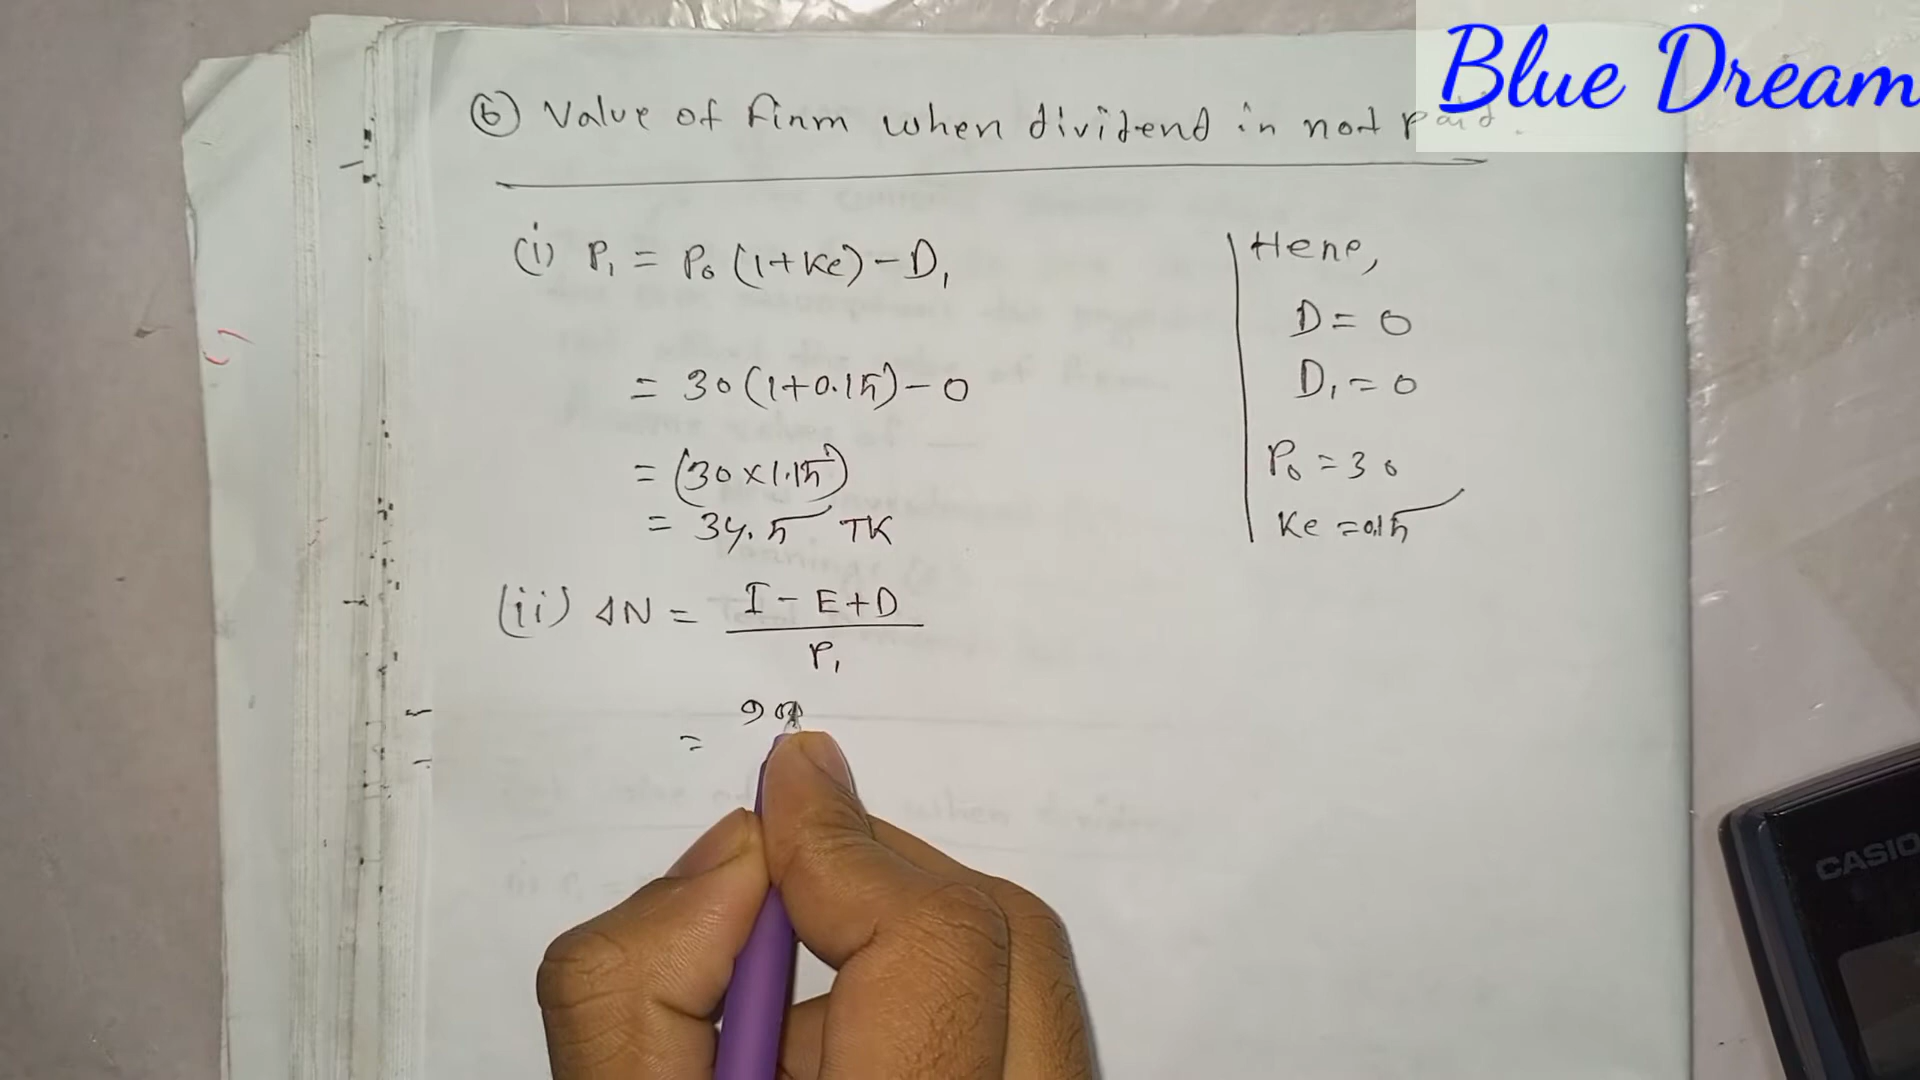 Blue Dream
(b) Value of Firm when dividend in not paid.
(i) P₁ = P₀ (1+Ke) - D₁
= 30 (1+0.15) - 0
= (30 × 1.15)
= 34.5 TK
Here,
D = 0
D₁ = 0
P₀ = 30
Ke = 0.15
(ii) ΔN = I - E + D
P₁
=
CASIO